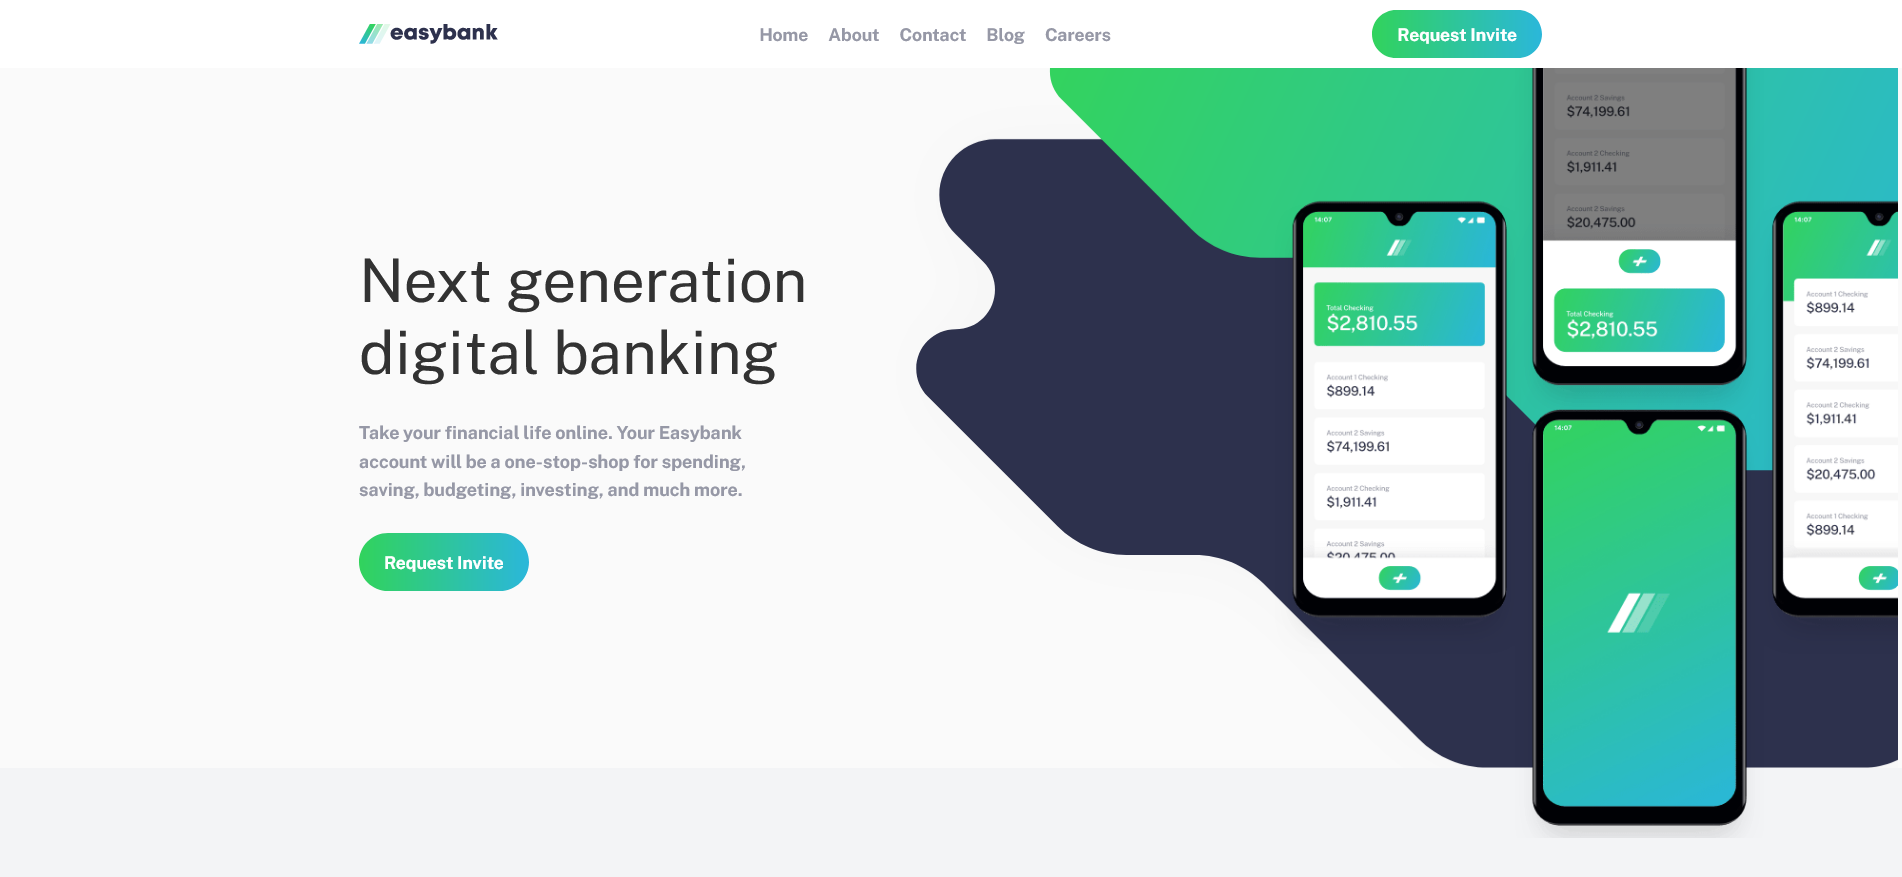 easybank
Home
About
Contact
Blog
Careers
Request Invite
Next generation
digital banking
Take your financial life online. Your Easybank
account will be a one-stop-shop for spending,
saving, budgeting, investing, and much more.
Request Invite
14:07
Total Checking
$2,810.55
Account 1 Checking
$899.14
Account 2 Savings
$74,199.61
Account 2 Checking
$1,911.41
Account 2 Savings
$20,475.00
Account 2 Savings
$74,199.61
Account 2 Checking
$1,911.41
Account 2 Savings
$20,475.00
Total Checking
$2,810.55
14:07
14:07
Account 1 Checking
$899.14
Account 2 Savings
$74,199.61
Account 2 Checking
$1,911.41
Account 2 Savings
$20,475.00
Account 1 Checking
$899.14